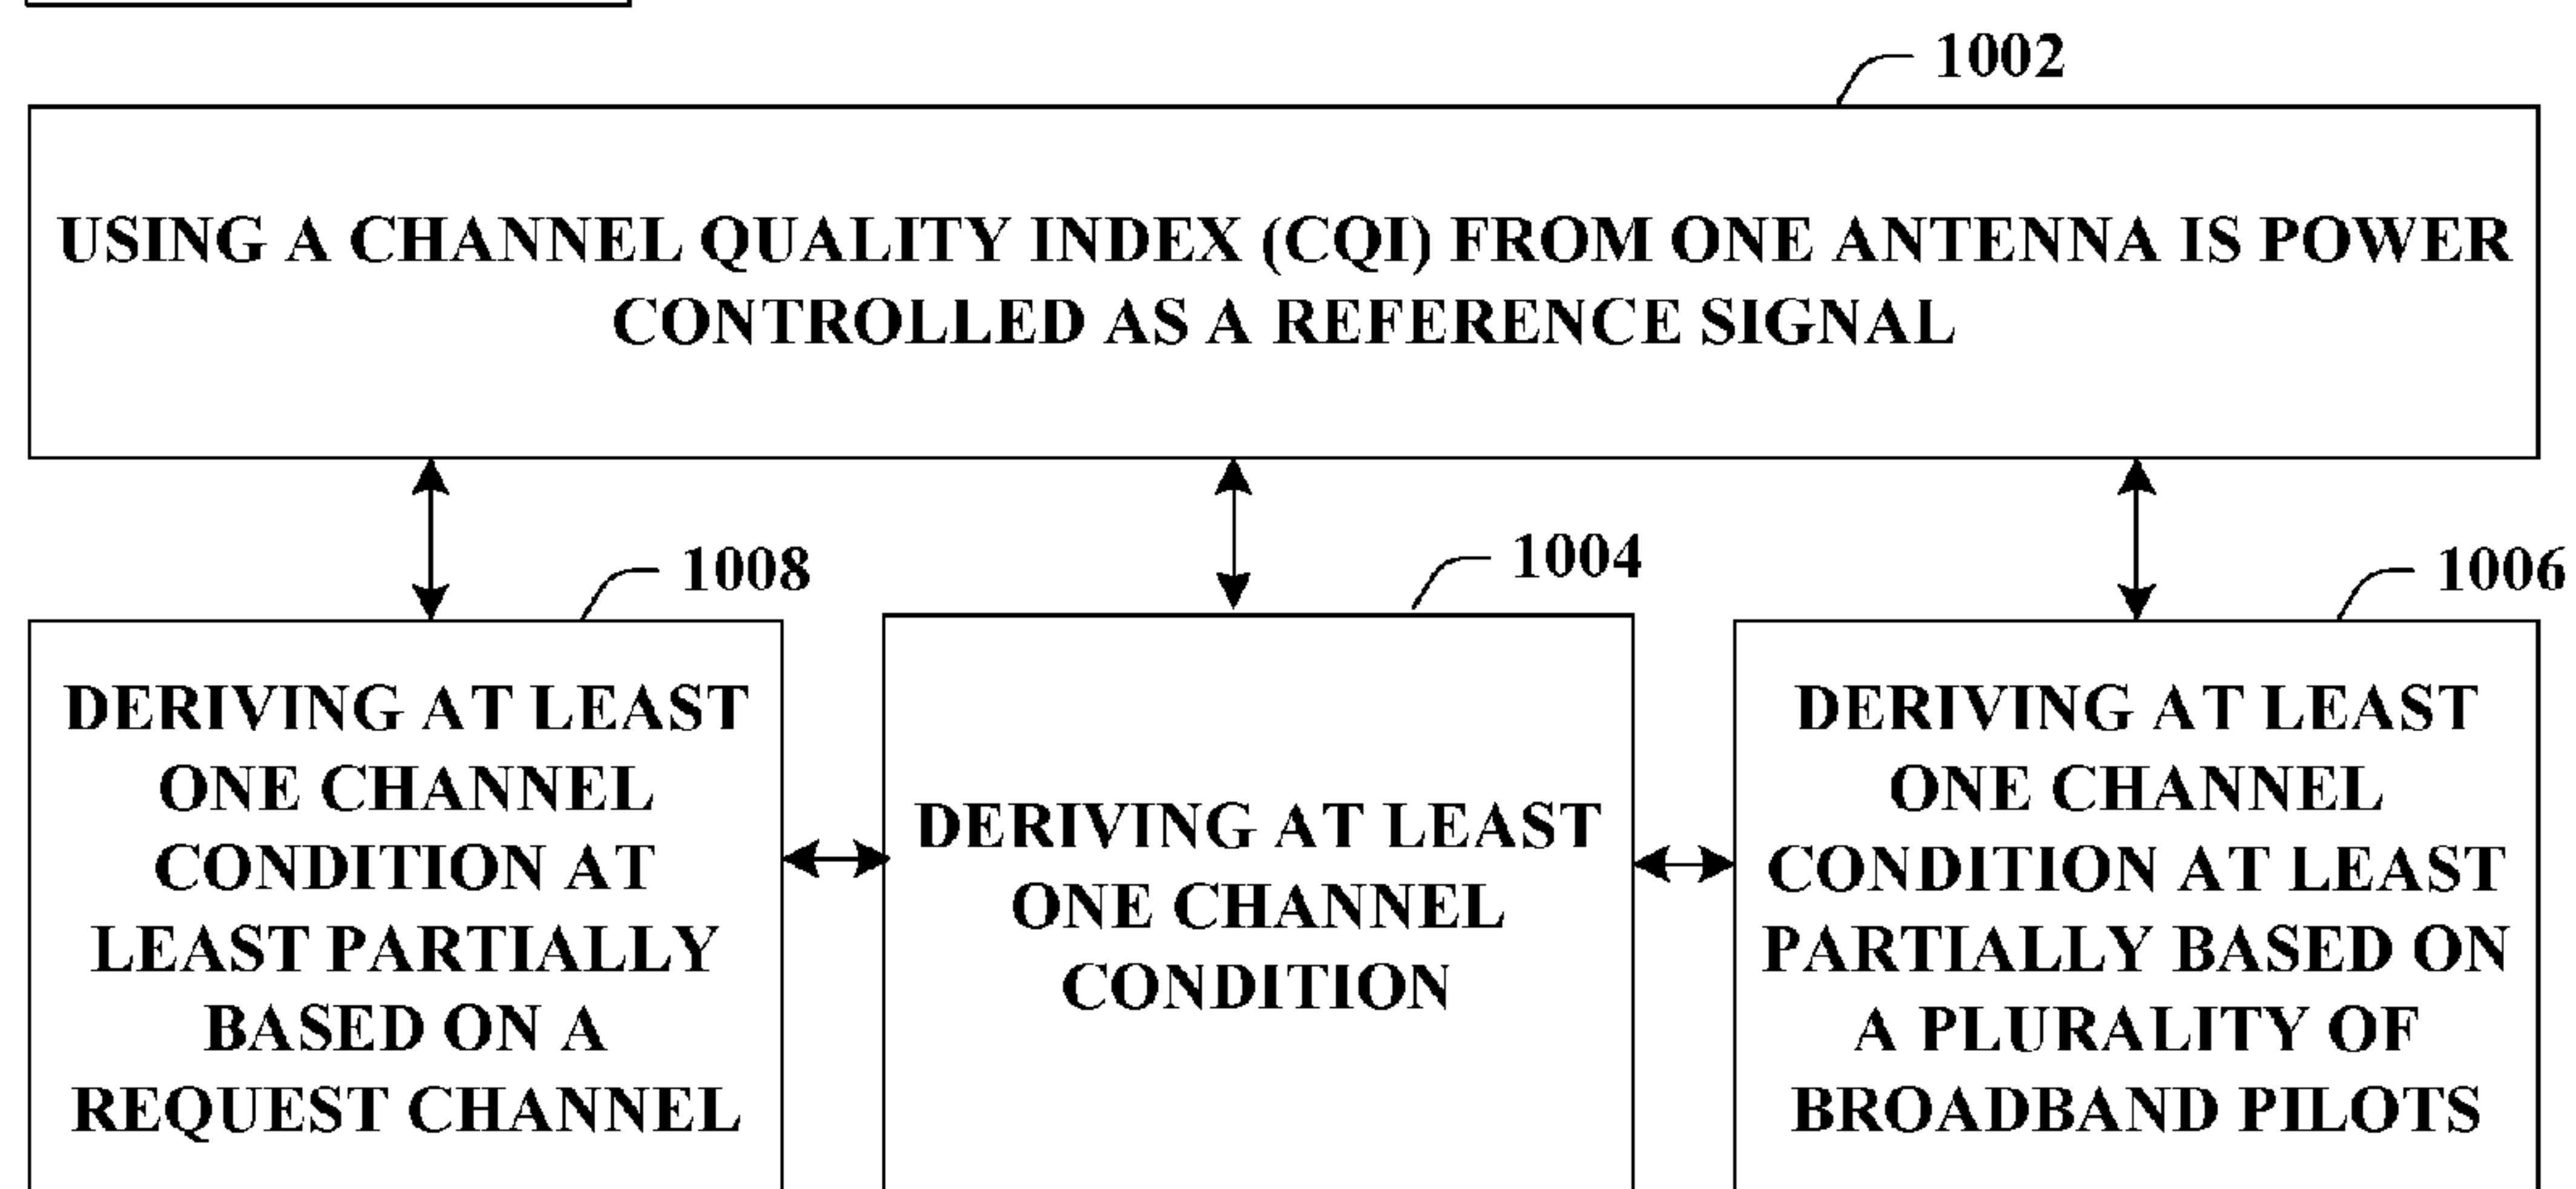 1002
USING A CHANNEL QUALITY INDEX (CQI) FROM ONE ANTENNA IS POWER
CONTROLLED AS A REFERENCE SIGNAL
1008
DERIVING AT LEAST
ONE CHANNEL
CONDITION AT
LEAST PARTIALLY
BASED ON A
REQUEST CHANNEL
1004
DERIVING AT LEAST
ONE CHANNEL
CONDITION
1006
DERIVING AT LEAST
ONE CHANNEL
CONDITION AT LEAST
PARTIALLY BASED ON
A PLURALITY OF
BROADBAND PILOTS